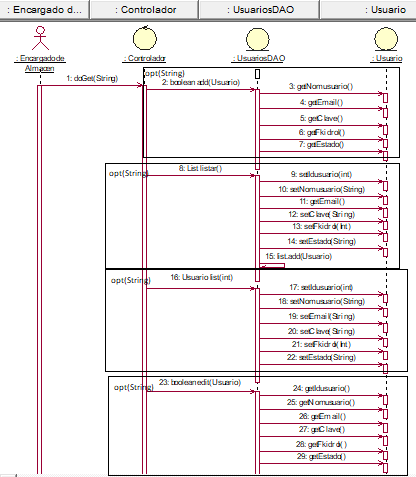 : Encargado d...
: Controlador
: UsuariosDAO
: Usuario
: Encargado de
Almacen
: Controlador
: UsuariosDAO
: Usuario
opt(String)
1: doGet(String)
2: boolean add(Usuario)
3: getNomusuario()
4: getEmail()
5: getClave()
6: getFkidrol()
7: getEstado()
opt(String)
8: List listar()
9: setIdusuario(int)
10: setNomusuario(String)
11: getEmail()
12: setClave(String)
13: setFkidro(Int)
14: setEstado(String)
15: list.add(Usuario)
opt(String)
16: Usuario list(int)
17: setIdusuario(int)
18: setNomusuario(String)
19: setEmail(String)
20: setClave(String)
21: setFkidro(Int)
22: setEstado(String)
opt(String)
23: boolean edit(Usuario)
24: getIdusuario()
25: getNomusuario()
26: getEmail()
27: getClave()
28: getFkidro()
29: getEstado()